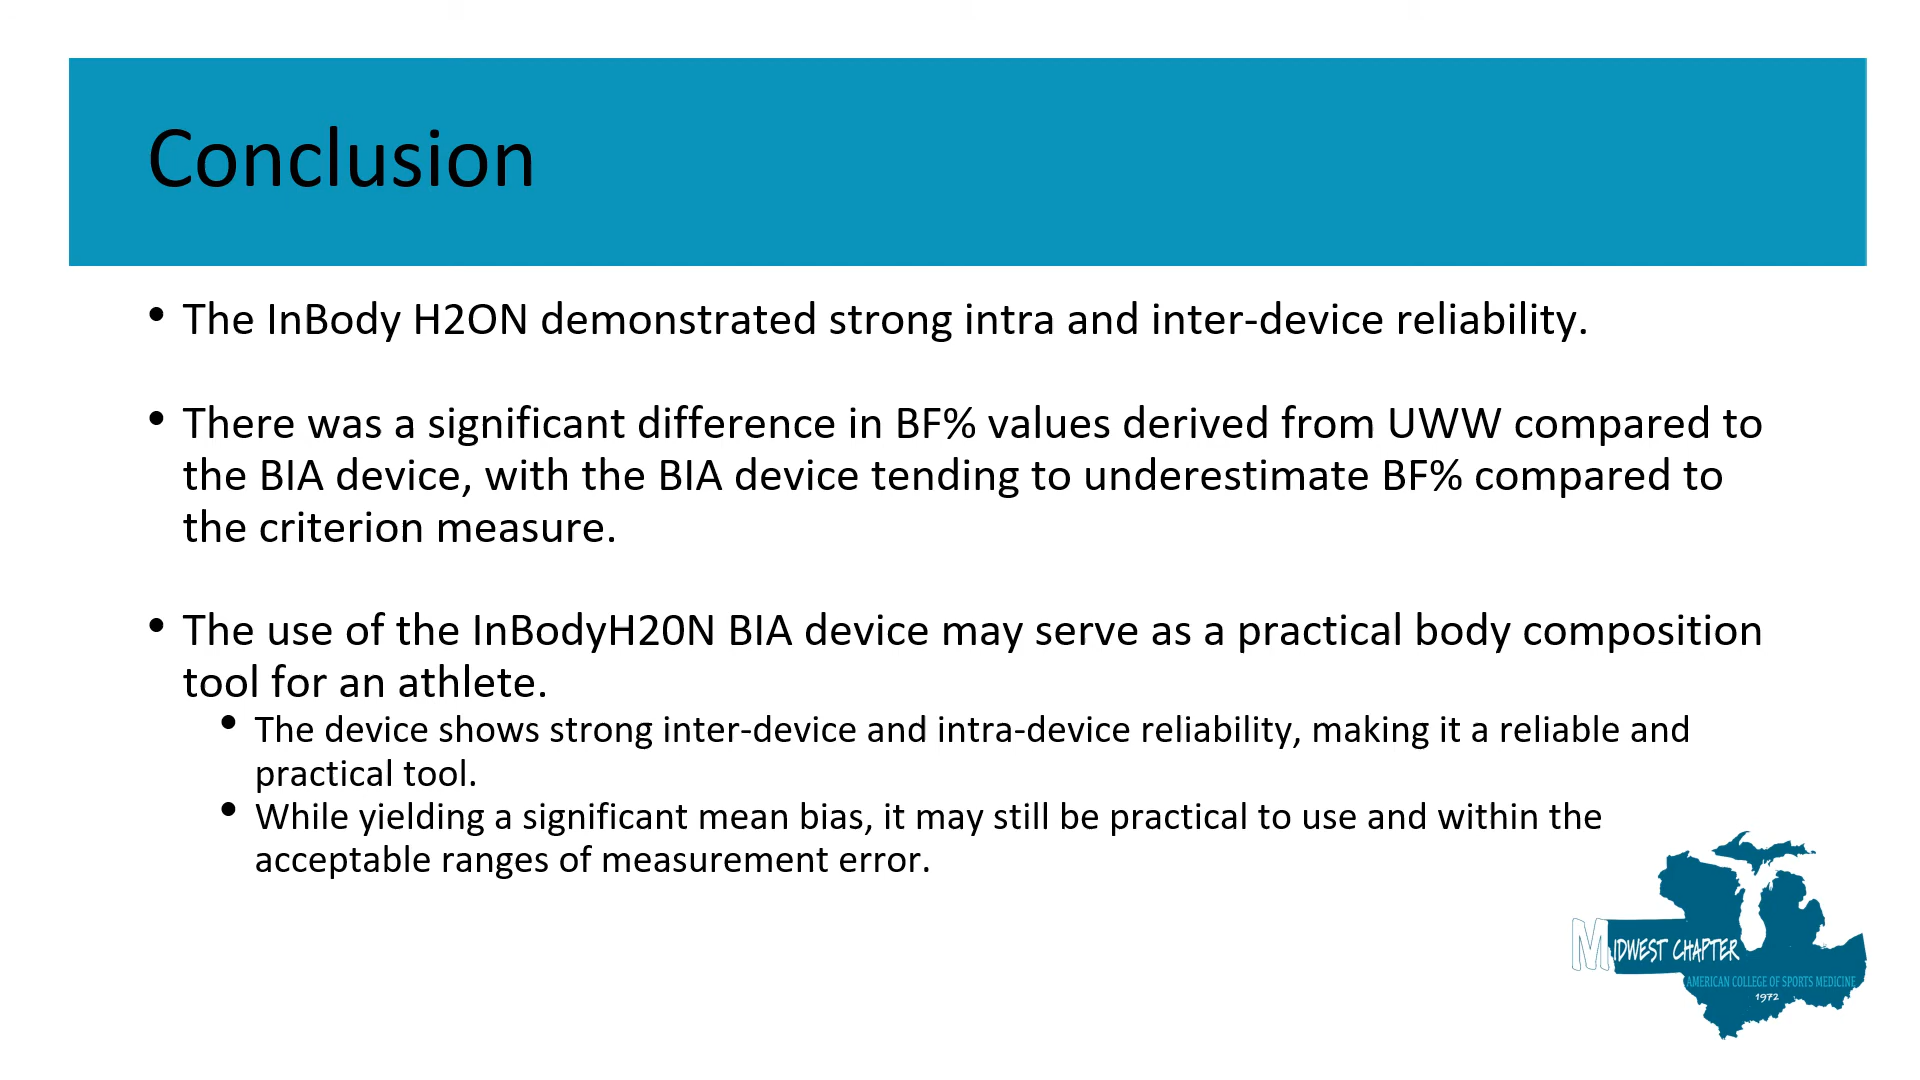 Conclusion
• The InBody H2ON demonstrated strong intra and inter-device reliability.
• There was a significant difference in BF% values derived from UWW compared to
the BIA device, with the BIA device tending to underestimate BF% compared to
the criterion measure.
• The use of the InBodyH20N BIA device may serve as a practical body composition
tool for an athlete.
• The device shows strong inter-device and intra-device reliability, making it a reliable and
practical tool.
• While yielding a significant mean bias, it may still be practical to use and within the
acceptable ranges of measurement error.
MIDWEST CHAPTER
AMERICAN COLLEGE OF SPORTS MEDICINE
1972